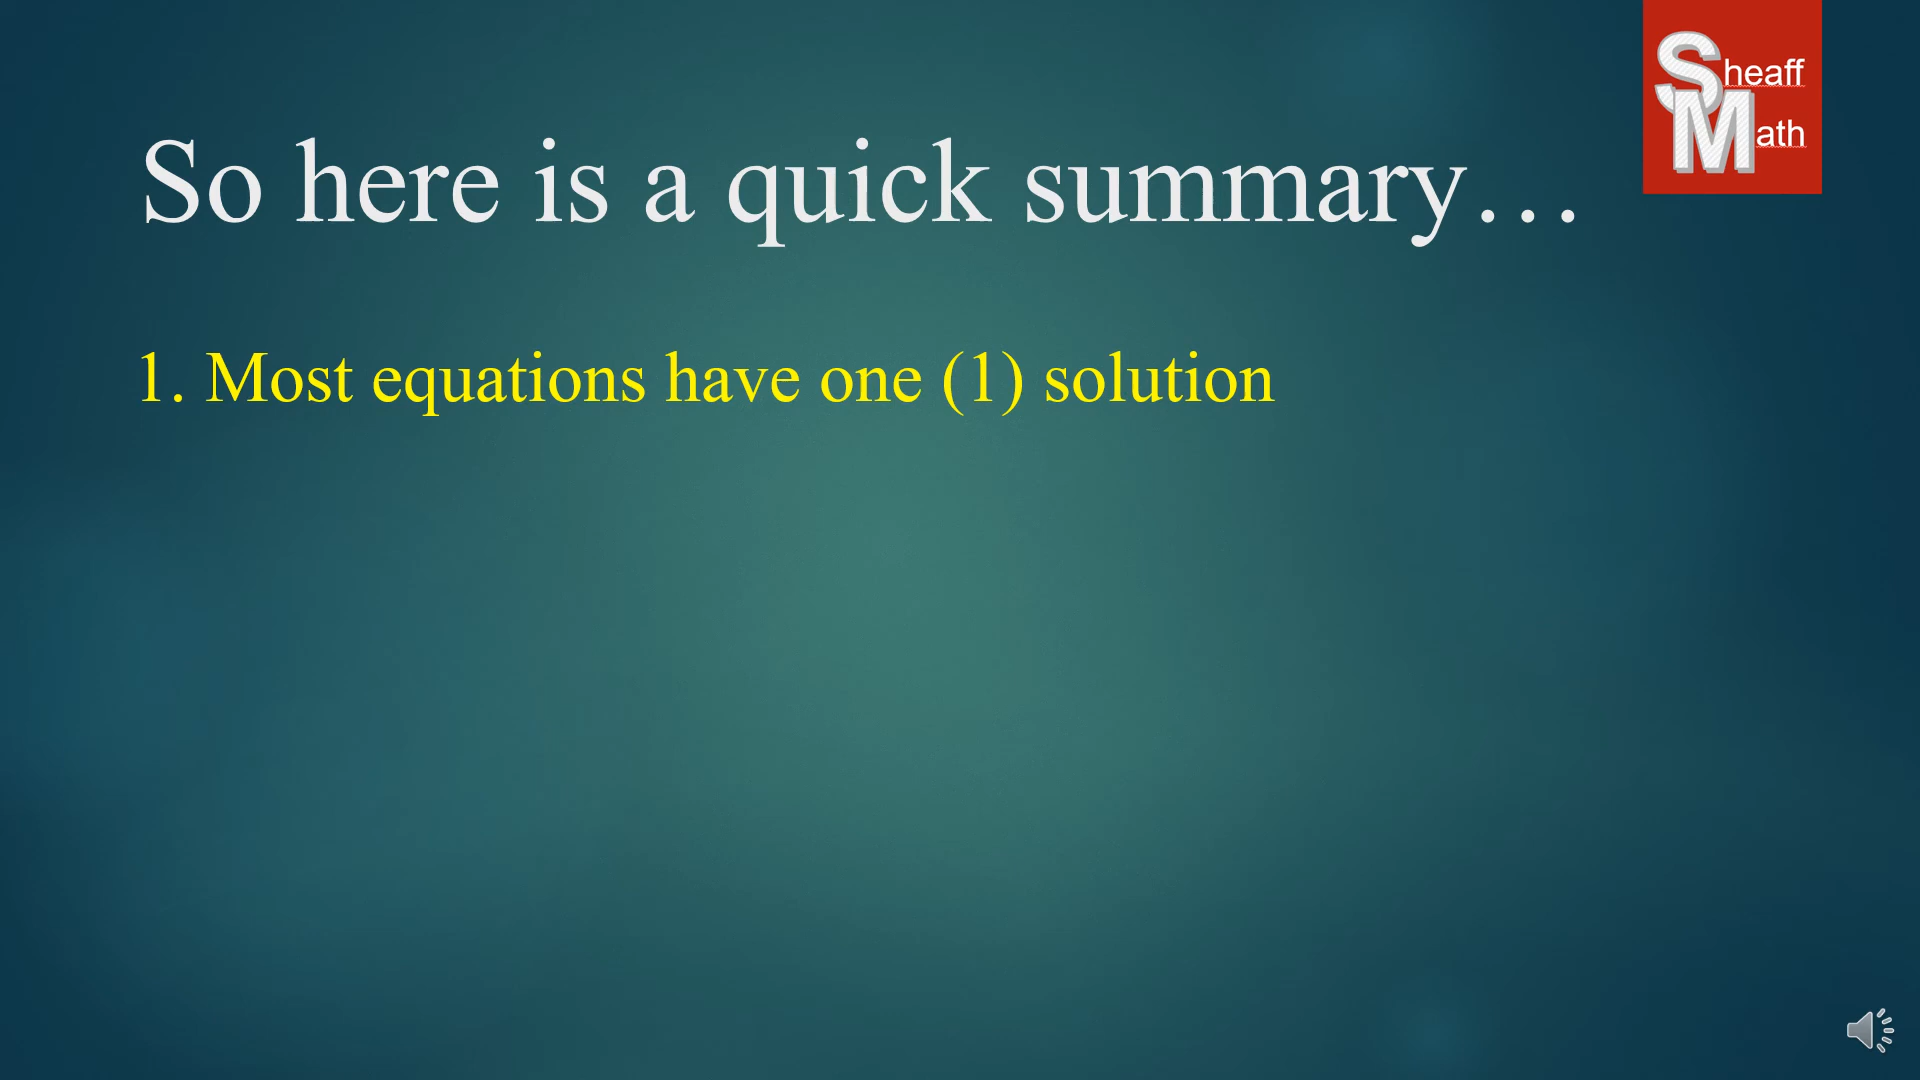 Sheaff
Math
So here is a quick summary…
1. Most equations have one (1) solution